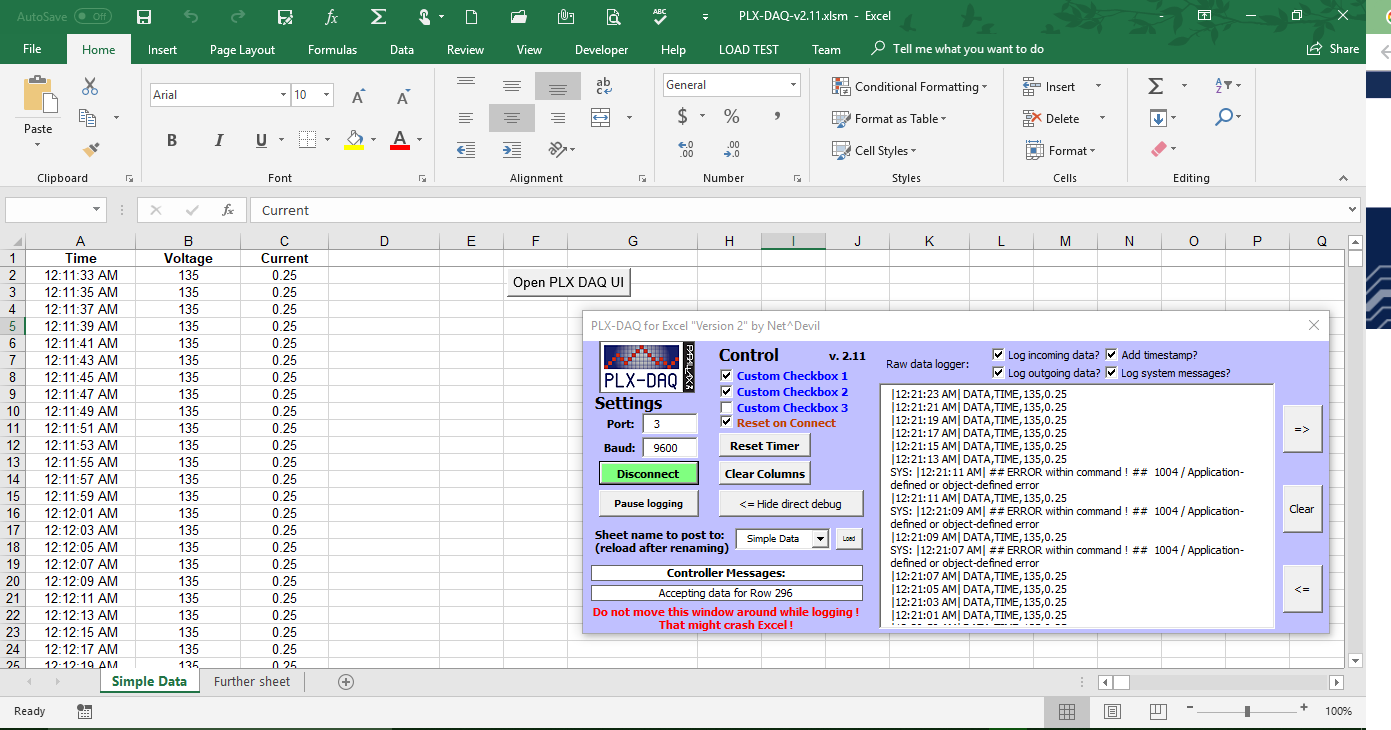 AutoSave Off PLX-DAQ-v2.11.xlsm - Excel
File Home Insert Page Layout Formulas Data Review View Developer Help LOAD TEST Team Tell me what you want to do Share
Paste
Clipboard
Arial 10
B I U A
Font
ab
Alignment
General
$ % ,
Number
Conditional Formatting
Format as Table
Cell Styles
Styles
Insert
Delete
Format
Cells
Editing
fx Current
A B C D E F G H I J K L M N O P Q
1 Time Voltage Current
2 12:11:33 AM 135 0.25
3 12:11:35 AM 135 0.25
4 12:11:37 AM 135 0.25
5 12:11:39 AM 135 0.25
6 12:11:41 AM 135 0.25
7 12:11:43 AM 135 0.25
8 12:11:45 AM 135 0.25
9 12:11:47 AM 135 0.25
10 12:11:49 AM 135 0.25
11 12:11:51 AM 135 0.25
12 12:11:53 AM 135 0.25
13 12:11:55 AM 135 0.25
14 12:11:57 AM 135 0.25
15 12:11:59 AM 135 0.25
16 12:12:01 AM 135 0.25
17 12:12:03 AM 135 0.25
18 12:12:05 AM 135 0.25
19 12:12:07 AM 135 0.25
20 12:12:09 AM 135 0.25
21 12:12:11 AM 135 0.25
22 12:12:13 AM 135 0.25
23 12:12:15 AM 135 0.25
24 12:12:17 AM 135 0.25
25 12:12:19 AM 135 0.25
Open PLX DAQ UI
PLX-DAQ for Excel "Version 2" by Net^Devil
PLX-DAQ
PARALLAX
Settings
Port: 3
Baud: 9600
Disconnect
Pause logging
Control v. 2.11
Custom Checkbox 1
Custom Checkbox 2
Custom Checkbox 3
Reset on Connect
Reset Timer
Clear Columns
<= Hide direct debug
Sheet name to post to:
(reload after renaming)
Simple Data
Load
Controller Messages:
Accepting data for Row 296
Do not move this window around while logging !
That might crash Excel !
Raw data logger:
Log incoming data? Add timestamp?
Log outgoing data? Log system messages?
|12:21:23 AM| DATA,TIME,135,0.25
|12:21:21 AM| DATA,TIME,135,0.25
|12:21:19 AM| DATA,TIME,135,0.25
|12:21:17 AM| DATA,TIME,135,0.25
|12:21:15 AM| DATA,TIME,135,0.25
|12:21:13 AM| DATA,TIME,135,0.25
SYS: |12:21:11 AM| ## ERROR within command ! ## 1004 / Application-
defined or object-defined error
|12:21:11 AM| DATA,TIME,135,0.25
SYS: |12:21:09 AM| ## ERROR within command ! ## 1004 / Application-
defined or object-defined error
|12:21:09 AM| DATA,TIME,135,0.25
SYS: |12:21:07 AM| ## ERROR within command ! ## 1004 / Application-
defined or object-defined error
|12:21:07 AM| DATA,TIME,135,0.25
|12:21:05 AM| DATA,TIME,135,0.25
|12:21:03 AM| DATA,TIME,135,0.25
|12:21:01 AM| DATA,TIME,135,0.25
=>
Clear
<=
Simple Data Further sheet
Ready 100%